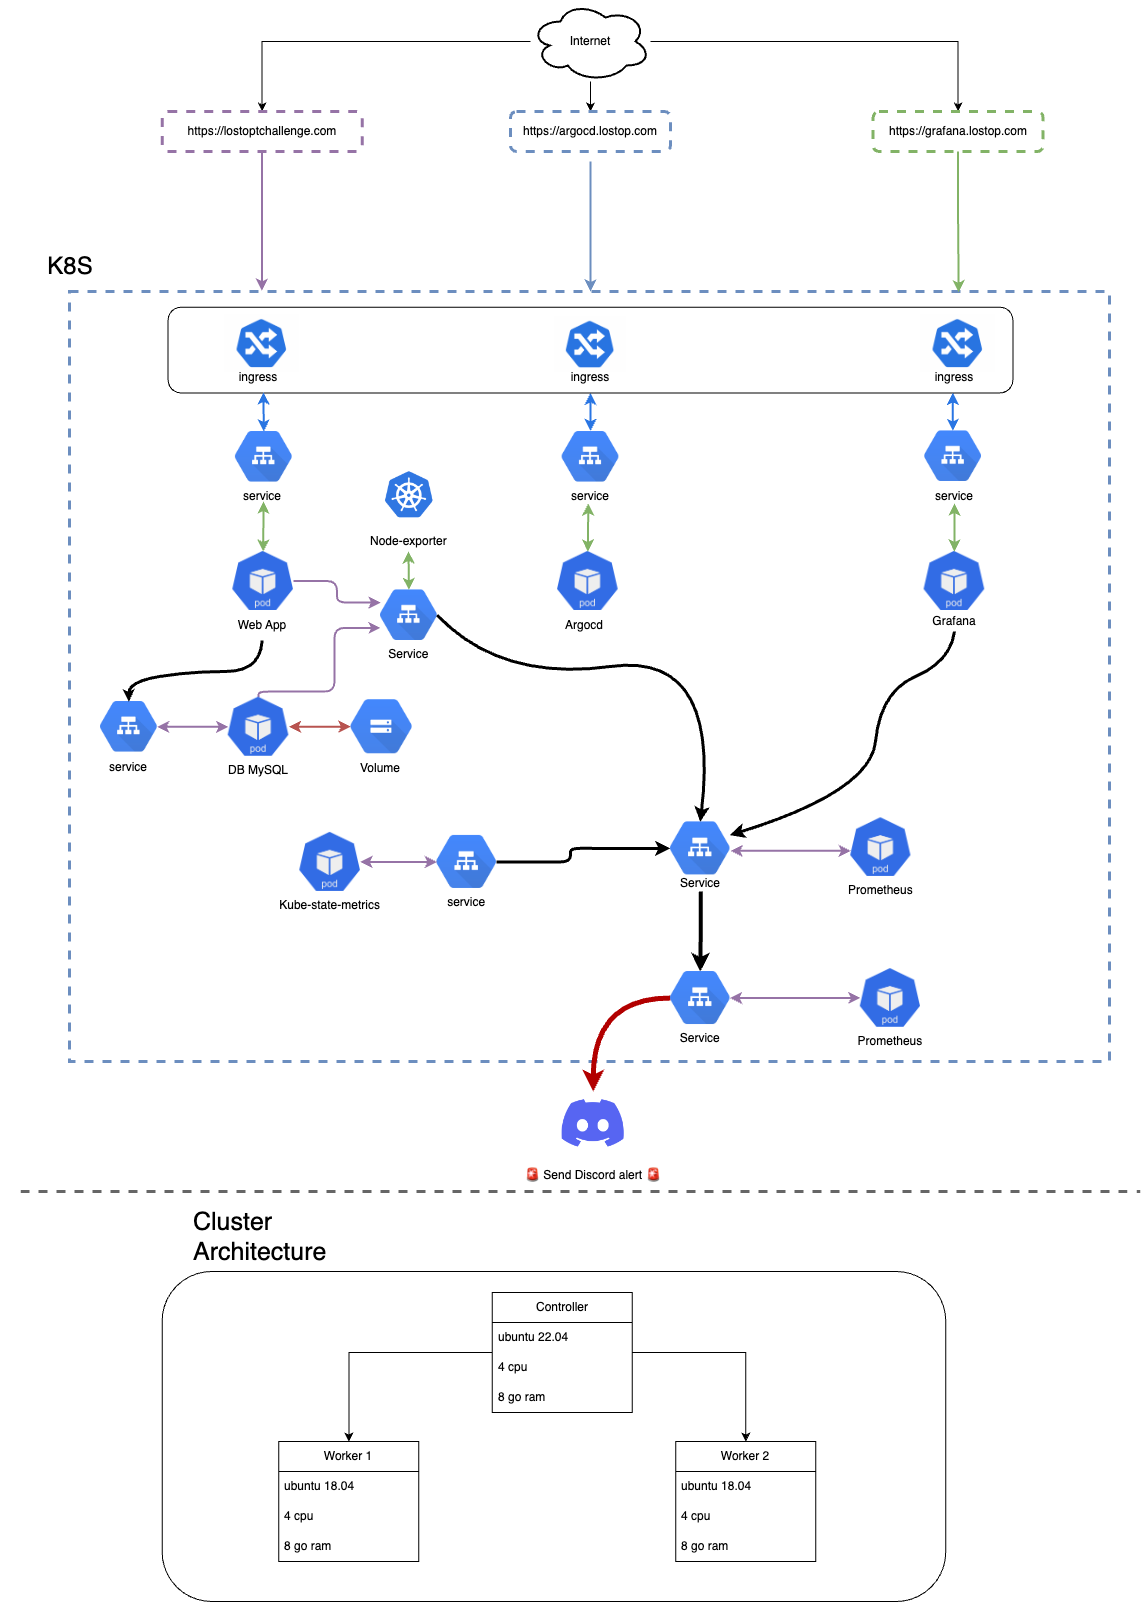 Internet
https://lostoptchallenge.com
https://argocd.lostop.com
https://grafana.lostop.com
K8S
ingress
ingress
ingress
service
service
service
Node-exporter
pod
Web App
pod
Argocd
pod
Grafana
Service
service
pod
DB MySQL
Volume
pod
Kube-state-metrics
service
Service
pod
Prometheus
Service
pod
Prometheus
🚨 Send Discord alert 🚨
Cluster
Architecture
Controller
ubuntu 22.04
4 cpu
8 go ram
Worker 1
ubuntu 18.04
4 cpu
8 go ram
Worker 2
ubuntu 18.04
4 cpu
8 go ram